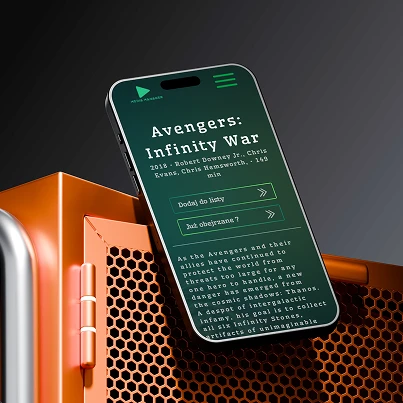 MOVIE MANAGER
Avengers:
Infinity War
2018 - Robert Downey Jr., Chris
Evans, Chris Hemsworth, - 149
min
Dodaj do listy
Już obejrzane ?
As the Avengers and their
allies have continued to
protect the world from
threats too large for any
one hero to handle, a new
danger has emerged from
the cosmic shadows: Thanos.
A despot of intergalactic
infamy, his goal is to collect
all six Infinity Stones,
artifacts of unimaginable